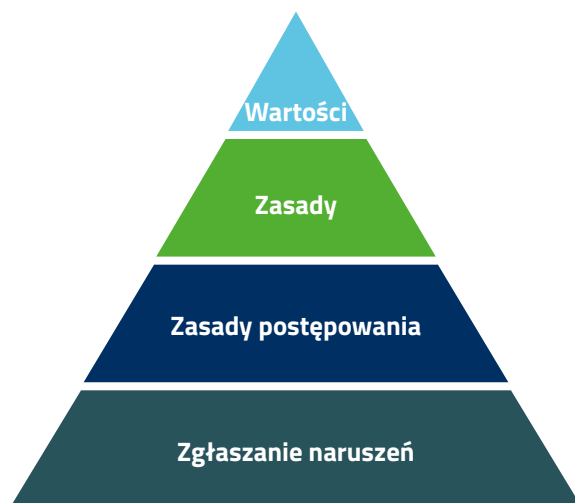 Wartości
Zasady
Zasady postępowania
Zgłaszanie naruszeń